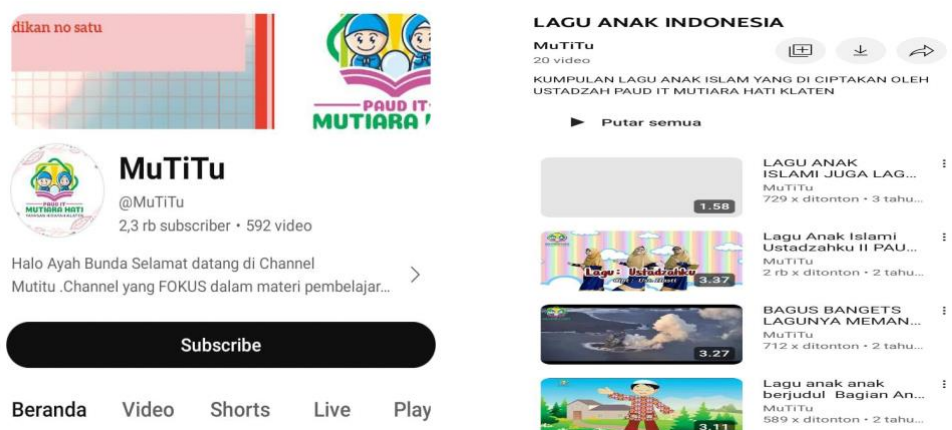 dikan no satu
PAUD IT
MUTIARA
PAUD IT
MUTIARA HATI
MuTiTu
@MuTiTu
2,3 rb subscriber • 592 video
Halo Ayah Bunda Selamat datang di Channel
Mutitu .Channel yang FOKUS dalam materi pembelajar...
Subscribe
Beranda Video Shorts Live Play
LAGU ANAK INDONESIA
MuTiTu
20 video
KUMPULAN LAGU ANAK ISLAM YANG DI CIPTAKAN OLEH
USTADZAH PAUD IT MUTIARA HATI KLATEN
Putar semua
1.58
LAGU ANAK
ISLAMI JUGA LAG...
MuTiTu
729 x ditonton • 3 tahu...
Lagu : Ustadzahku
3.37
Lagu Anak Islami
Ustadzahku II PAU...
MuTiTu
2 rb x ditonton • 2 tahu...
3.27
BAGUS BANGETS
LAGUNYA MEMAN...
MuTiTu
712 x ditonton • 2 tahu...
3.11
Lagu anak anak
berjudul Bagian An...
MuTiTu
589 x ditonton • 2 tahu...